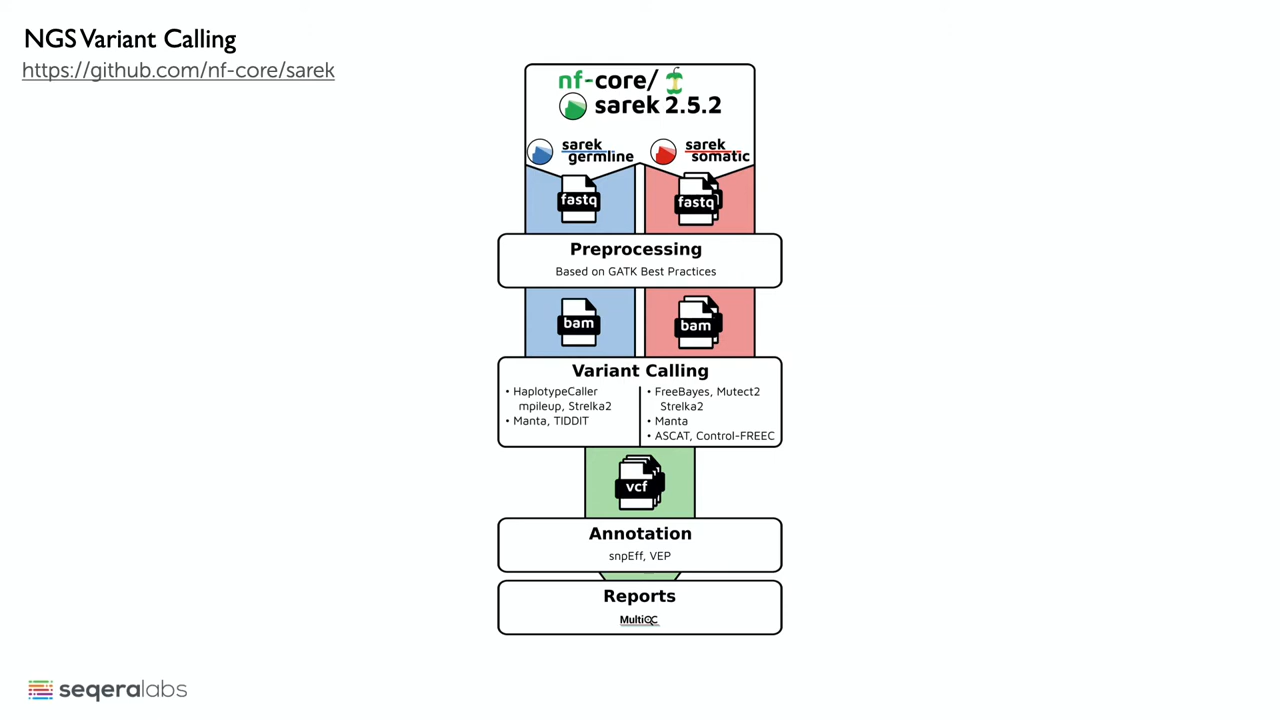 NGS Variant Calling
https://github.com/nf-core/sarek
nf-core/
sarek 2.5.2
sarek germline
sarek somatic
fastq
fastq
Preprocessing
Based on GATK Best Practices
bam
bam
Variant Calling
• HaplotypeCaller
mpileup, Strelka2
• Manta, TIDDIT
• FreeBayes, Mutect2
Strelka2
• Manta
• ASCAT, Control-FREEC
vcf
Annotation
snpEff, VEP
Reports
MultiQC
seqeralabs